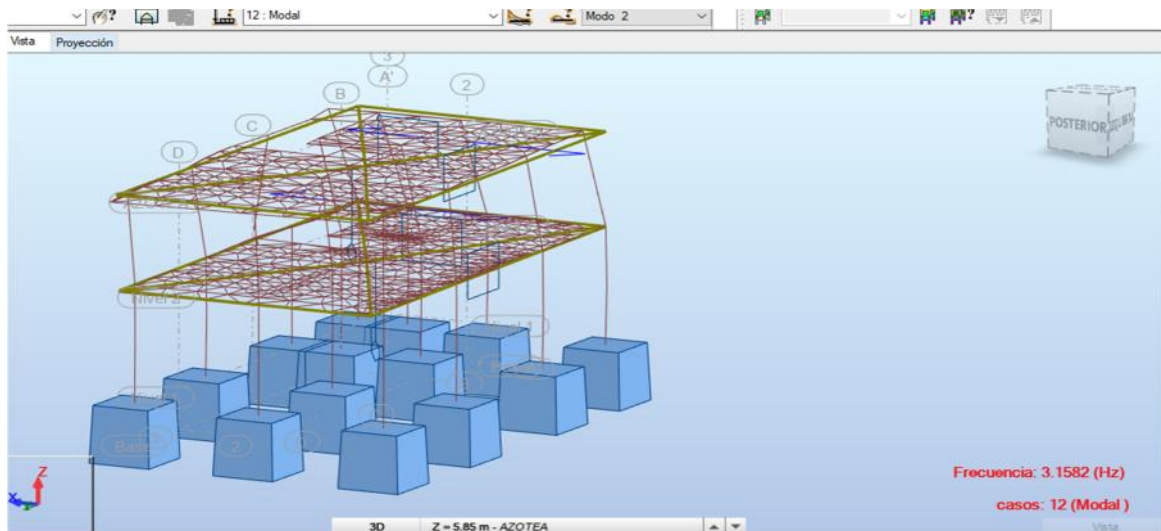 12 : Modal
Modo 2
Vista Proyección
3
A'
B
2
C
D
POSTERIOR
Nivel 2
Base
2
Frecuencia: 3.1582 (Hz)
casos: 12 (Modal )
Z
X
3D Z = 5.85 m - AZOTEA
Vista